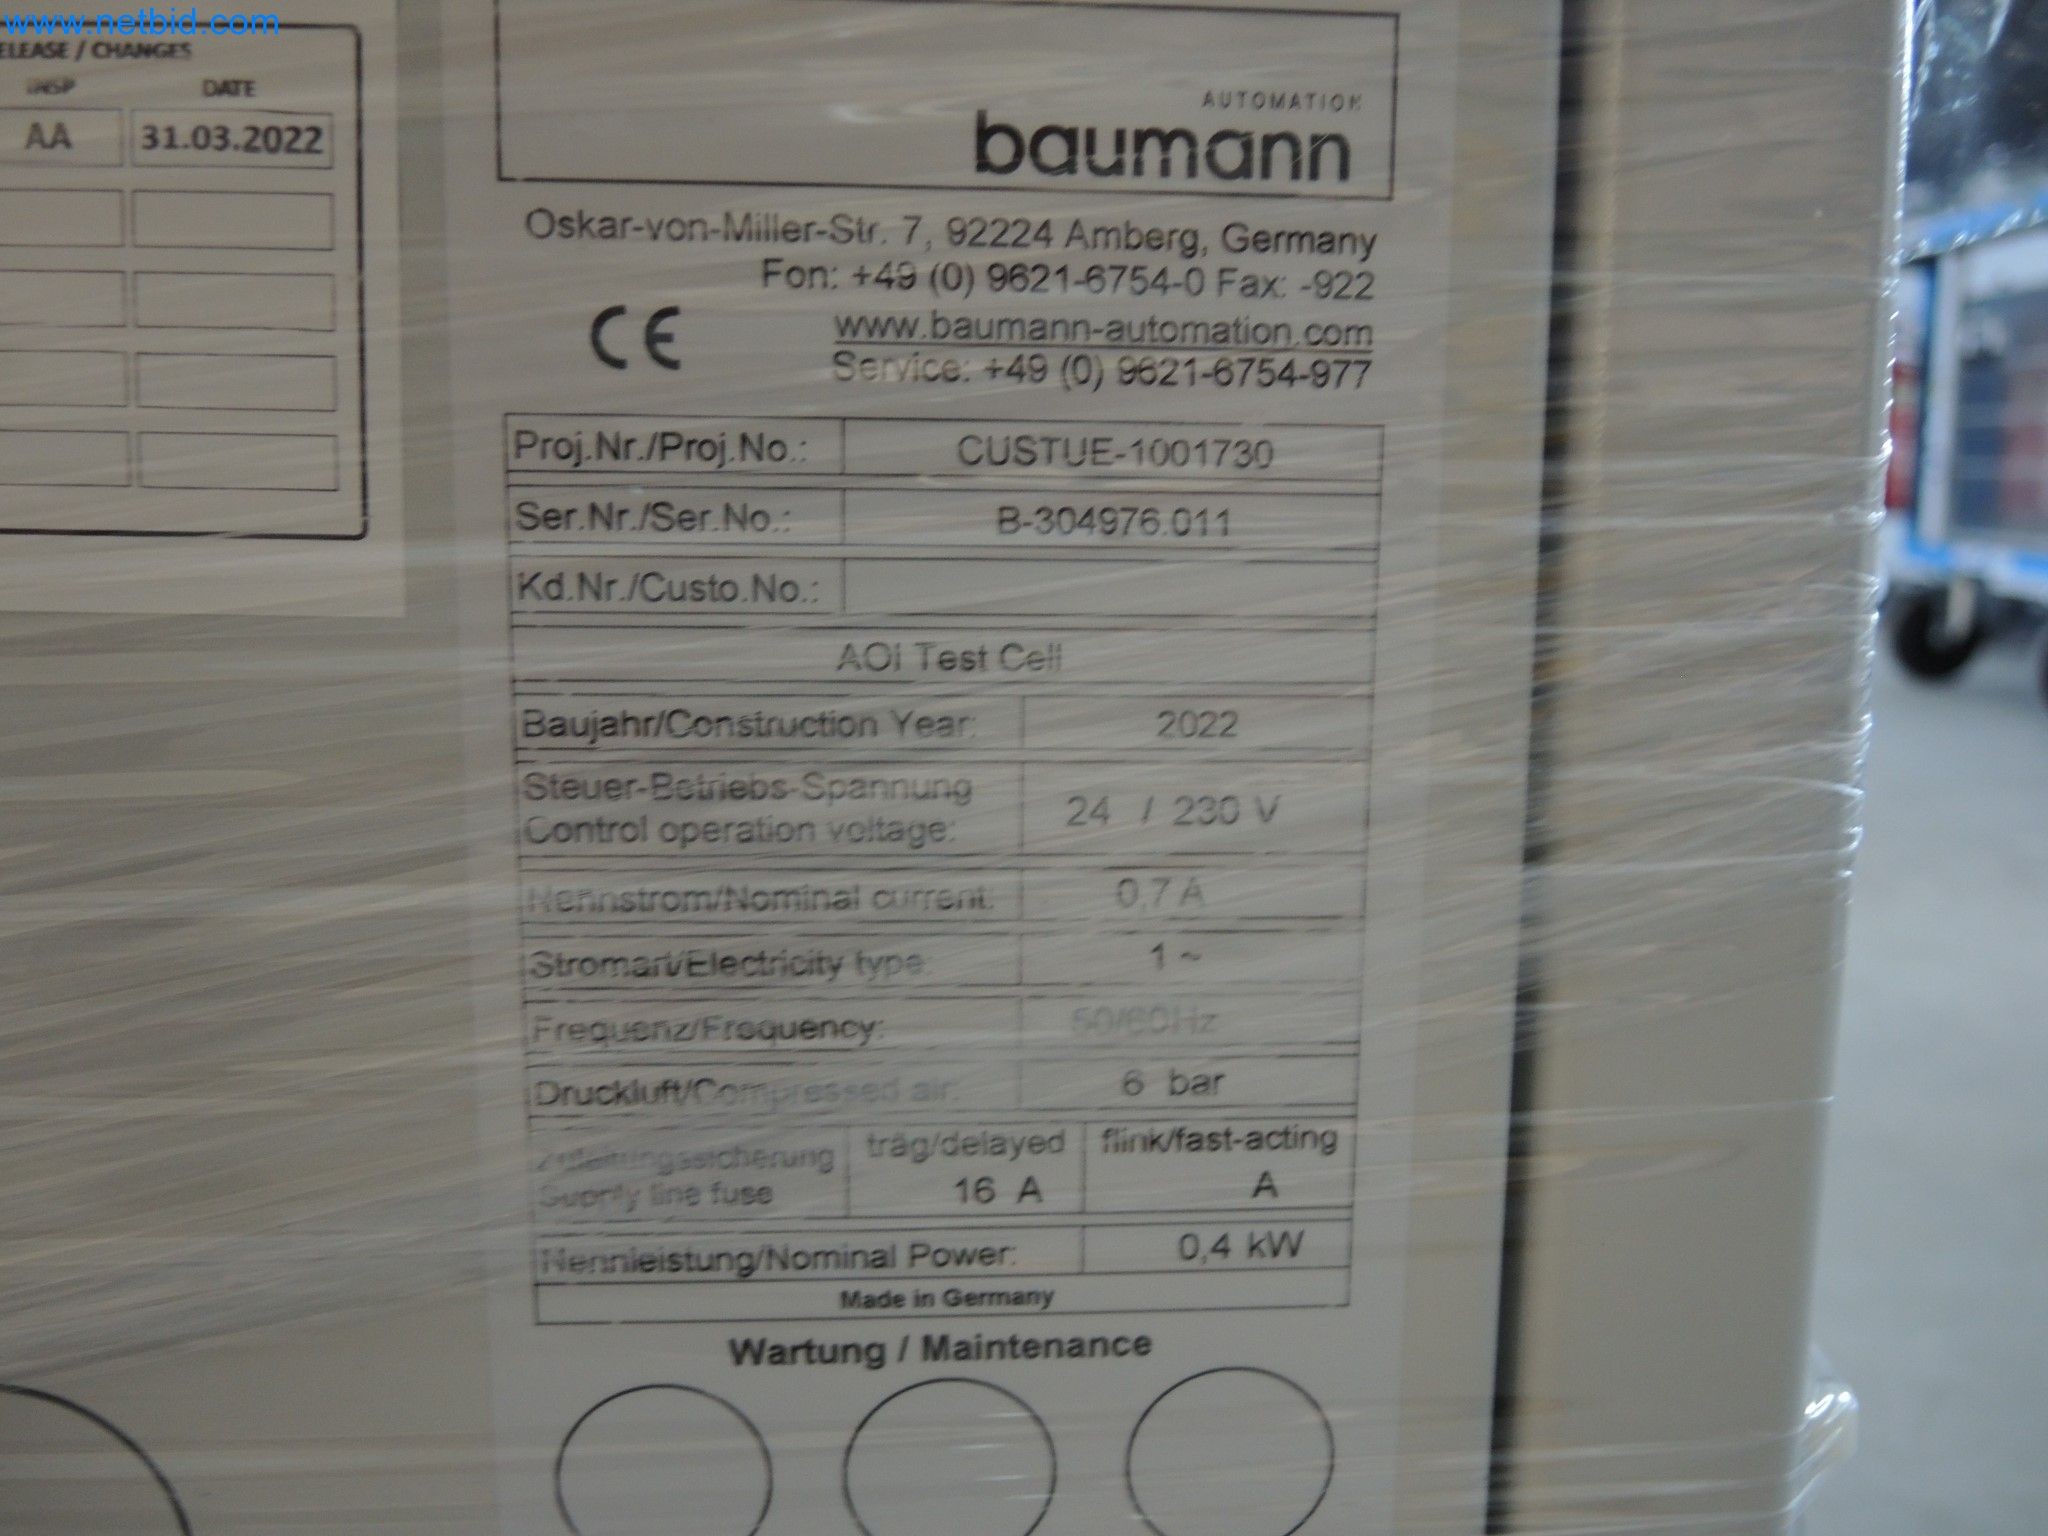 www.netbid.com
ELEASE / CHANGES
INSP DATE
AA 31.03.2022
AUTOMATION
baumann
Oskar-von-Miller-Str. 7, 92224 Amberg, Germany
Fon: +49 (0) 9621-6754-0 Fax: -922
CE
www.baumann-automation.com
Service: +49 (0) 9621-6754-977
Proj.Nr./Proj.No.: CUSTUE-1001730
Ser.Nr./Ser.No.: B-304976.011
Kd.Nr./Custo.No.:
AOi Test Cell
Baujahr/Construction Year: 2022
Steuer-Betriebs-Spannung
Control operation voltage: 24 / 230 V
Nennstrom/Nominal current: 0,7 A
Stromart/Electricity type: 1 ~
Frequenz/Frequency: 50/60Hz
Druckluft/Compressed air: 6 bar
Zuleitungssicherung träg/delayed flink/fast-acting
Supply line fuse 16 A A
Nennleistung/Nominal Power: 0,4 kW
Made in Germany
Wartung / Maintenance